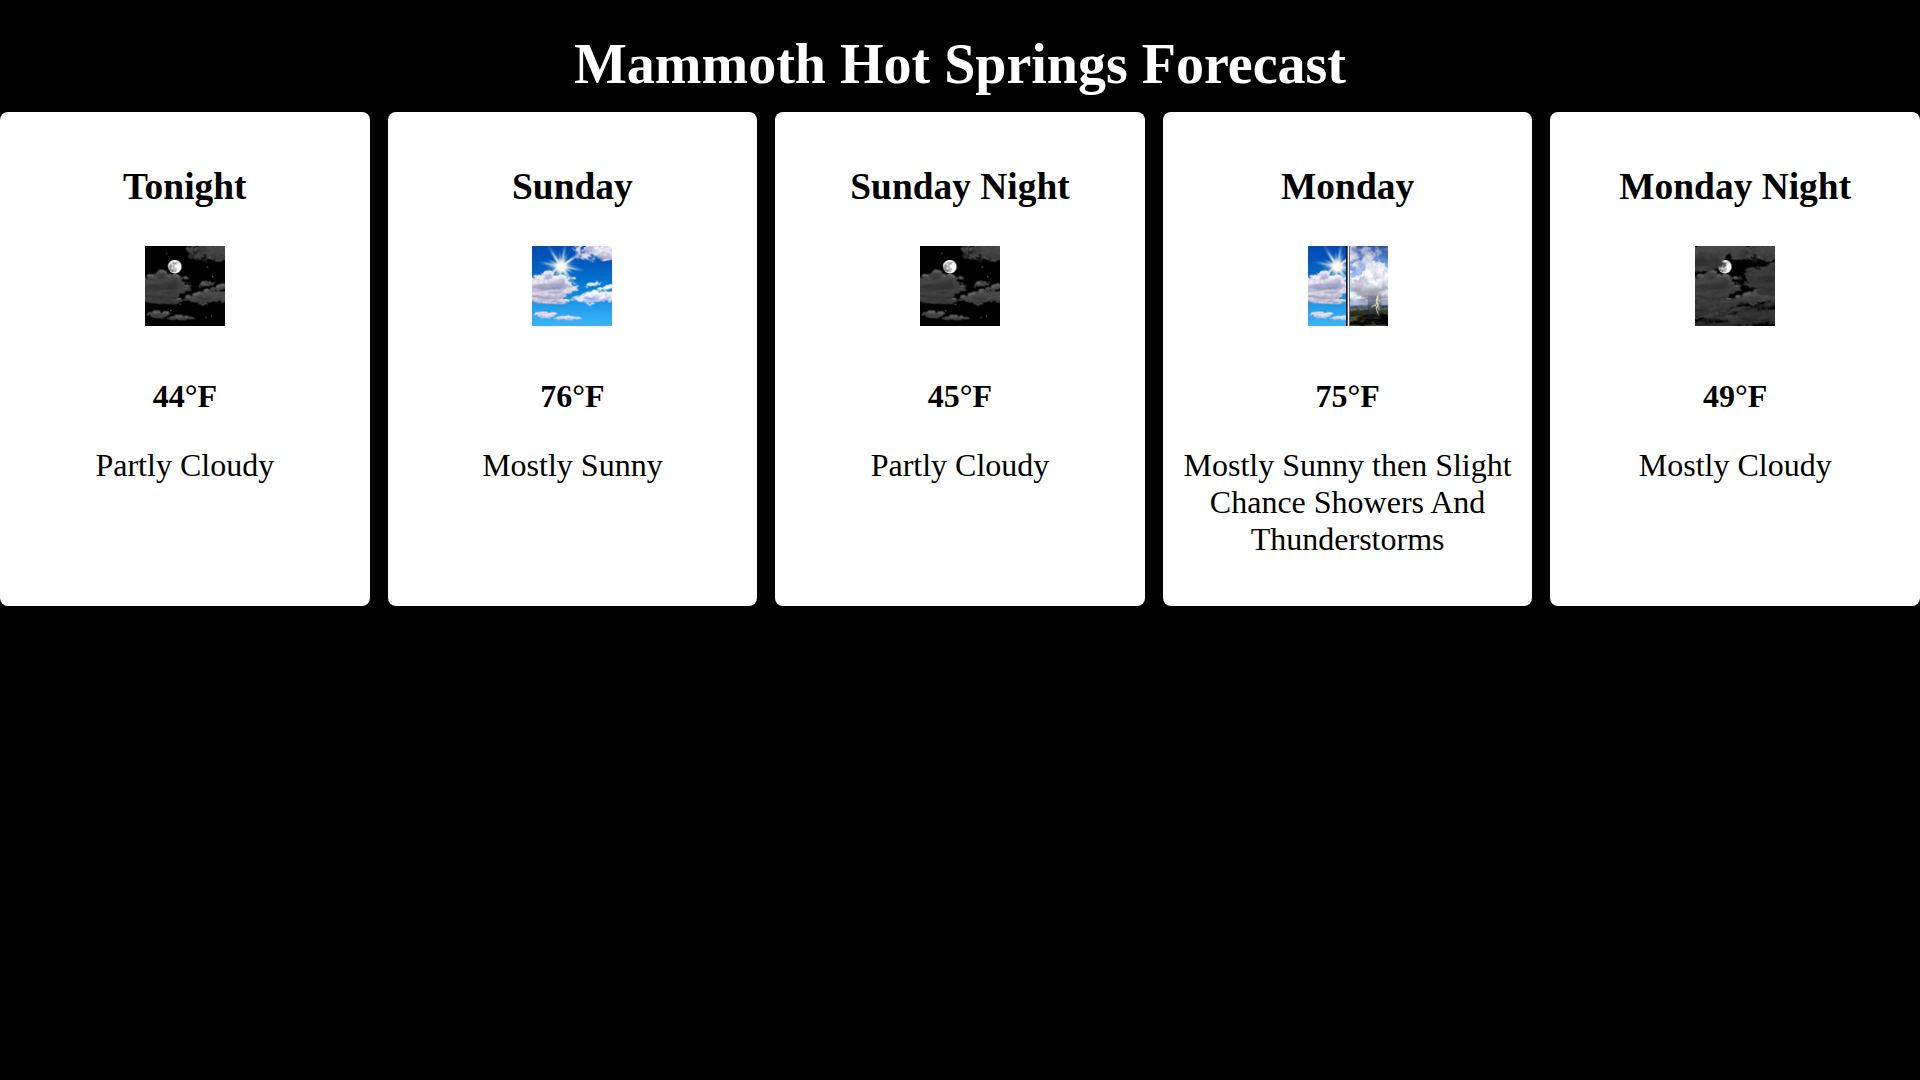 Mammoth Hot Springs Forecast
Tonight
44°F
Partly Cloudy
Sunday
76°F
Mostly Sunny
Sunday Night
45°F
Partly Cloudy
Monday
75°F
Mostly Sunny then Slight
Chance Showers And
Thunderstorms
Monday Night
49°F
Mostly Cloudy